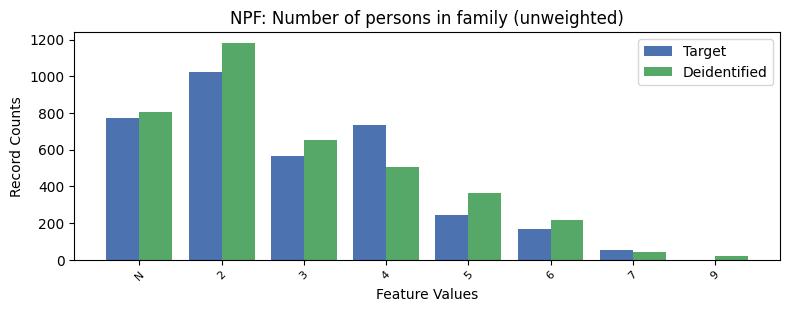 NPF: Number of persons in family (unweighted)
Target
Deidentified
Record Counts
1200
1000
800
600
400
200
0
N 2 3 4 5 6 7 9
Feature Values